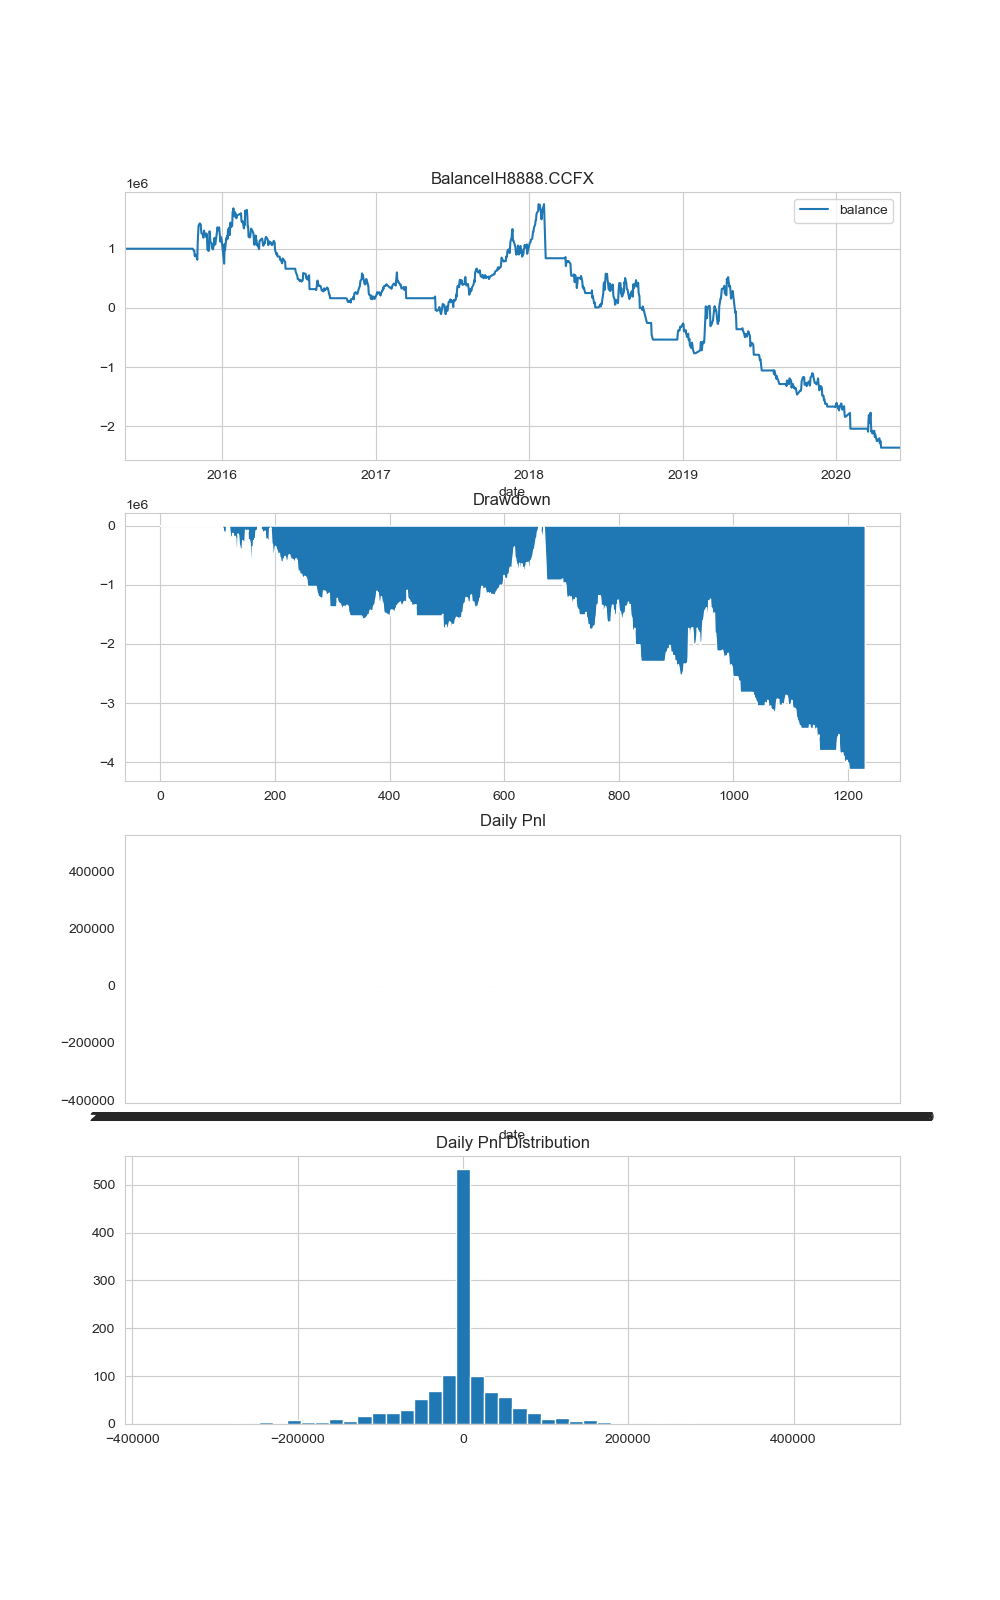 BalanceIH8888.CCFX
1e6
balance
1
0
−1
−2
2016 2017 2018 2019 2020
date
Drawdown
1e6
0
−1
−2
−3
−4
0 200 400 600 800 1000 1200
Daily Pnl
400000
200000
0
−200000
−400000
date
Daily Pnl Distribution
500
400
300
200
100
0
−400000 −200000 0 200000 400000